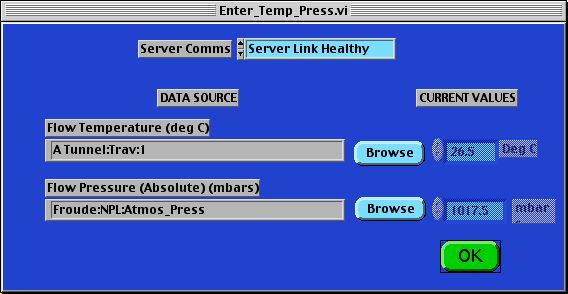 Enter_Temp_Press.vi
Server Comms Server Link Healthy
DATA SOURCE CURRENT VALUES
Flow Temperature (deg C)
A Tunnel:Trav:1 Browse 26.5 Deg C
Flow Pressure (Absolute) (mbars)
Froude:NPL:Atmos_Press Browse 1017.5 mbar
OK